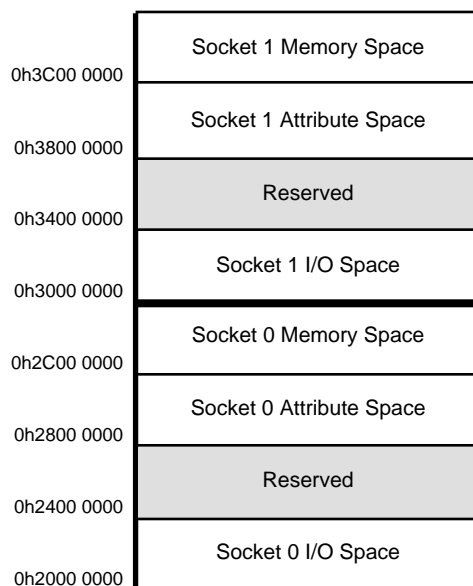 Socket 1 Memory Space
0h3C00 0000
Socket 1 Attribute Space
0h3800 0000
Reserved
0h3400 0000
Socket 1 I/O Space
0h3000 0000
Socket 0 Memory Space
0h2C00 0000
Socket 0 Attribute Space
0h2800 0000
Reserved
0h2400 0000
Socket 0 I/O Space
0h2000 0000